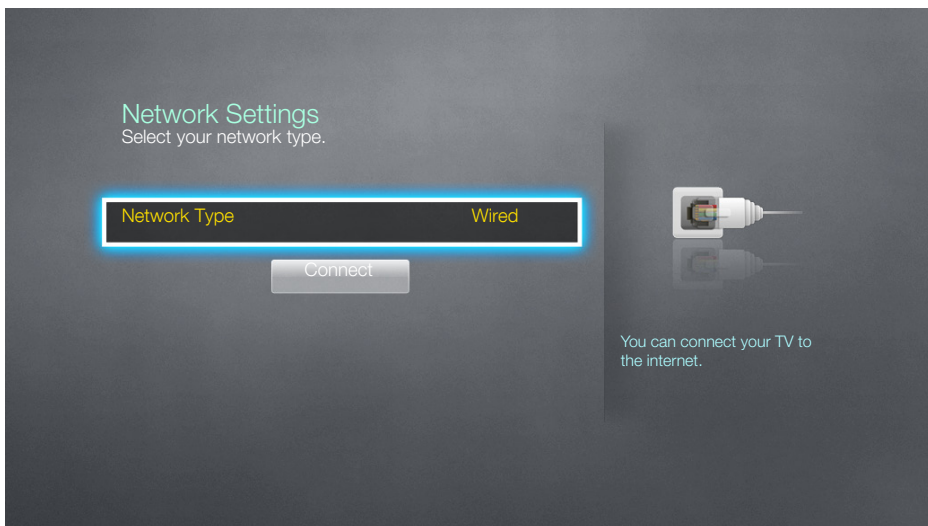 Network Settings
Select your network type.
Network Type Wired
Connect
You can connect your TV to
the internet.